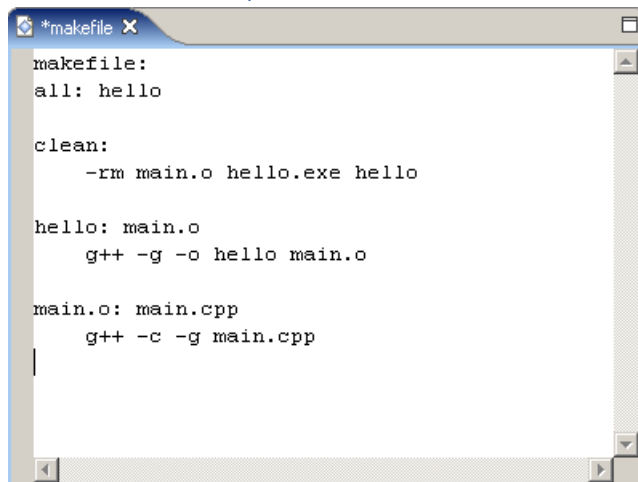 *makefile
makefile:
all: hello
clean:
-rm main.o hello.exe hello
hello: main.o
g++ -g -o hello main.o
main.o: main.cpp
g++ -c -g main.cpp